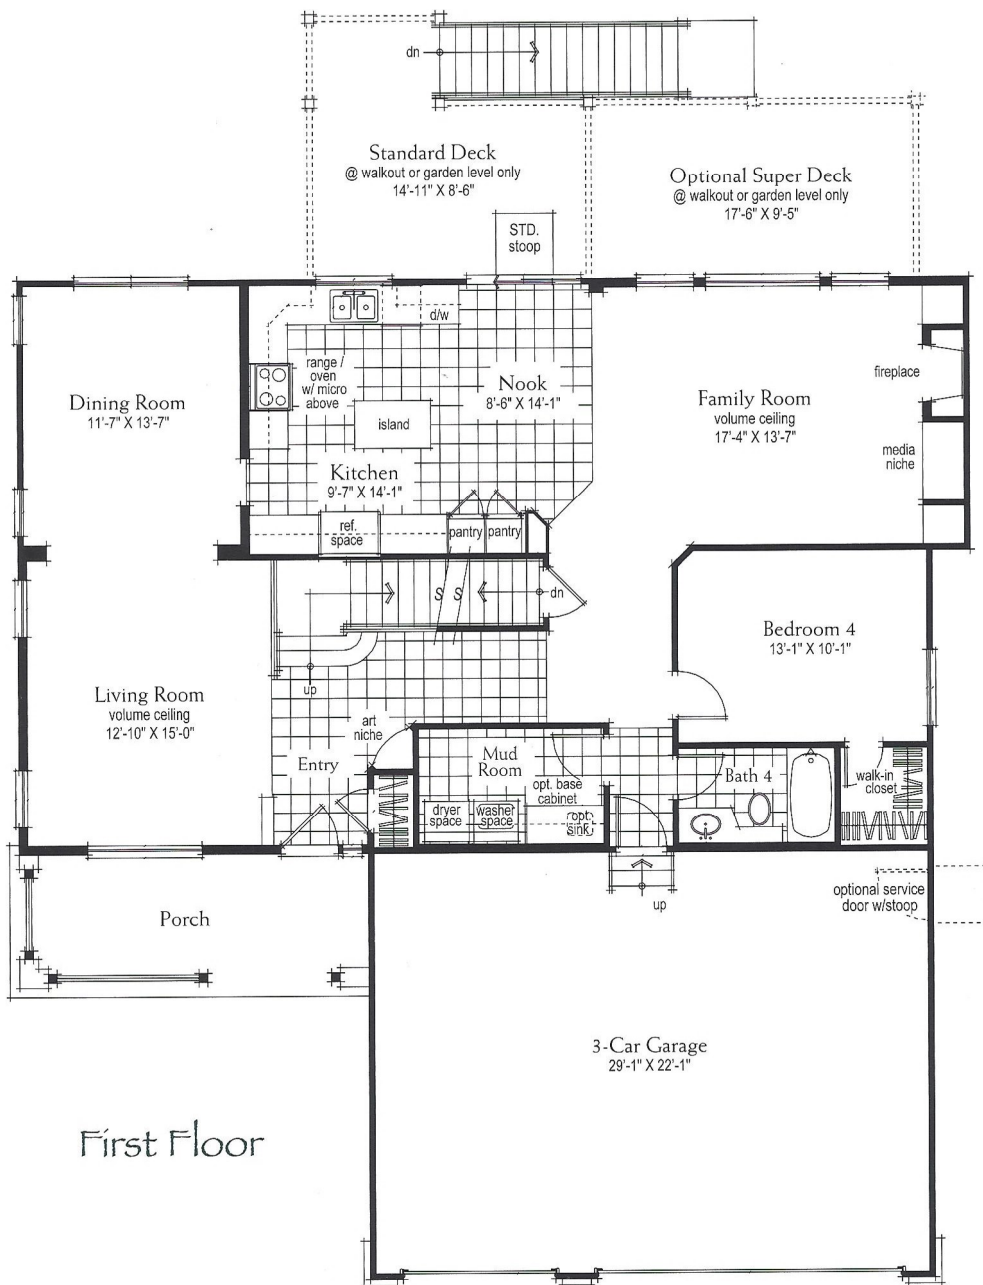 dn
Standard Deck
@ walkout or garden level only
14'-11" X 8'-6"
Optional Super Deck
@ walkout or garden level only
17'-6" X 9'-5"
STD.
stoop
d/w
range /
oven
w/ micro
above
Nook
8'-6" X 14'-1"
island
Dining Room
11'-7" X 13'-7"
Kitchen
9'-7" X 14'-1"
Family Room
volume ceiling
17'-4" X 13'-7"
fireplace
media
niche
ref.
space
pantry
pantry
S
S
dn
up
Bedroom 4
13'-1" X 10'-1"
Living Room
volume ceiling
12'-10" X 15'-0"
art
niche
Entry
Mud
Room
opt. base
cabinet
dryer
space
washer
space
opt.
sink
Bath 4
walk-in
closet
up
optional service
door w/stoop
Porch
3-Car Garage
29'-1" X 22'-1"
First Floor